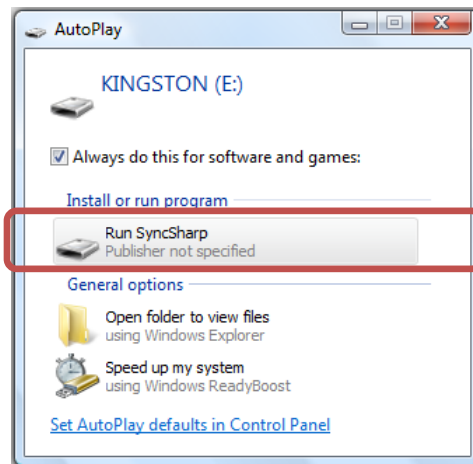 AutoPlay
KINGSTON (E:)
Always do this for software and games:
Install or run program
Run SyncSharp
Publisher not specified
General options
Open folder to view files
using Windows Explorer
Speed up my system
using Windows ReadyBoost
Set AutoPlay defaults in Control Panel